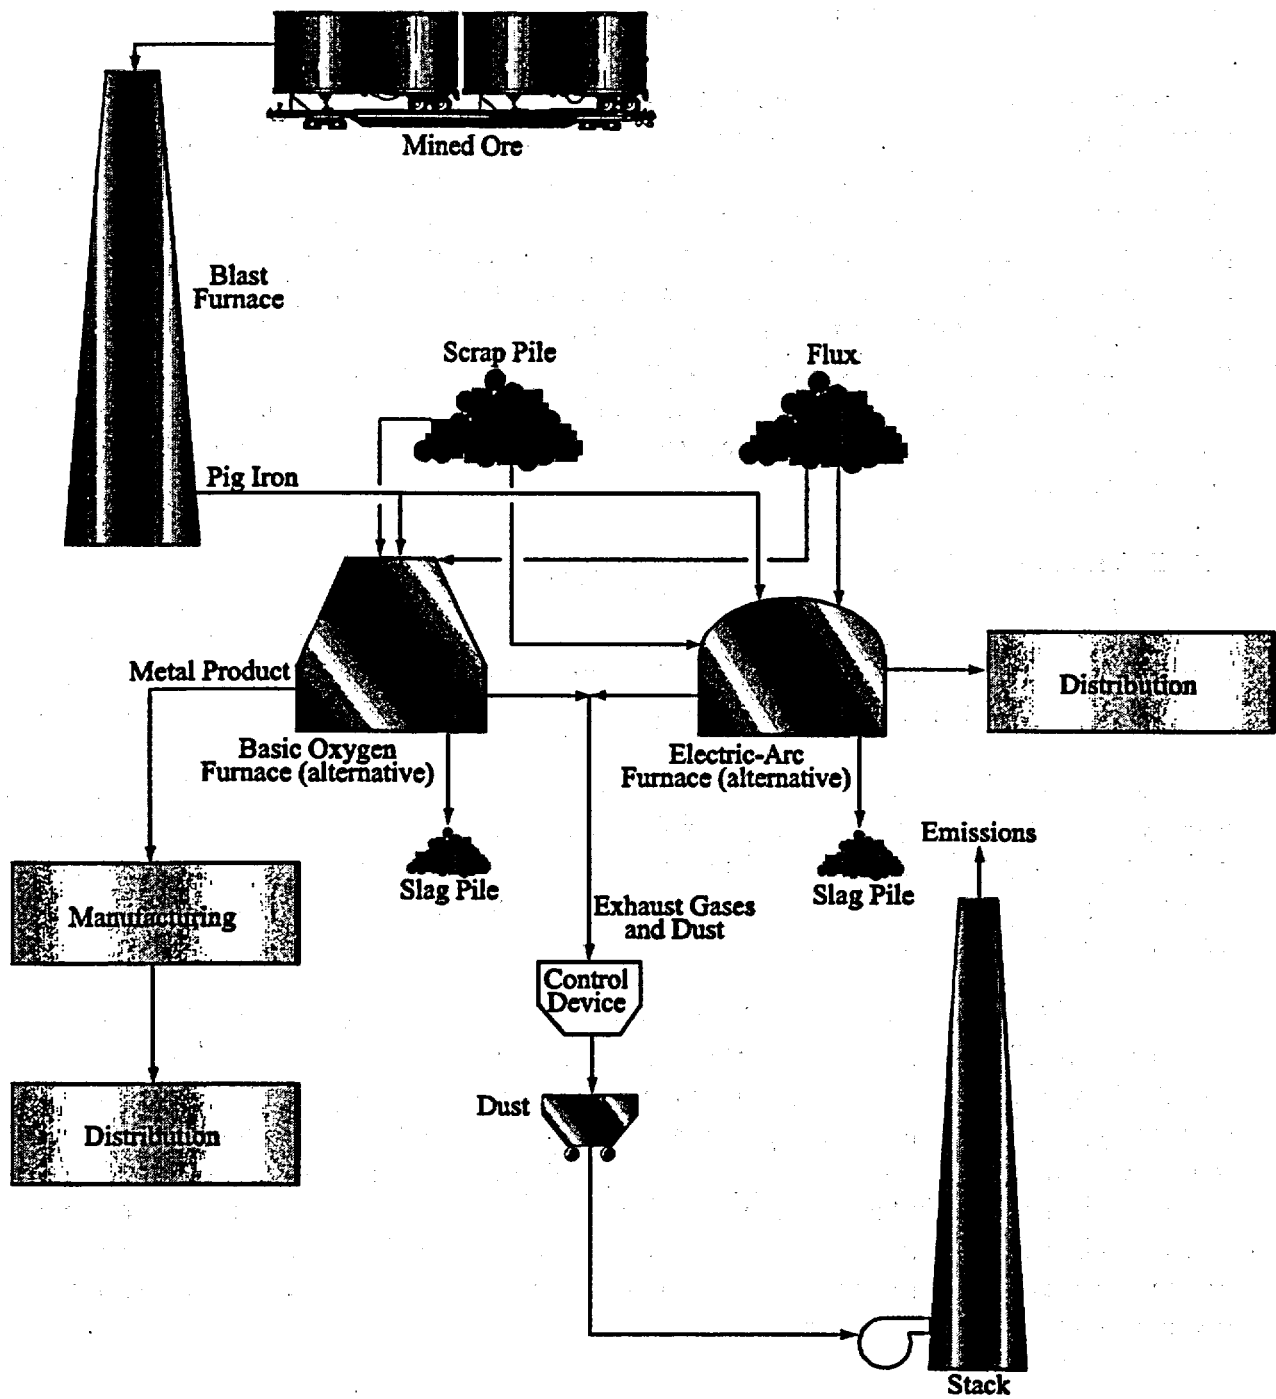 Mined Ore
Blast
Furnace
Scrap Pile
Flux
Pig Iron
Metal Product
Distribution
Basic Oxygen
Furnace (alternative)
Electric-Arc
Furnace (alternative)
Emissions
Slag Pile
Slag Pile
Manufacturing
Exhaust Gases
and Dust
Control
Device
Dust
Distribution
Stack